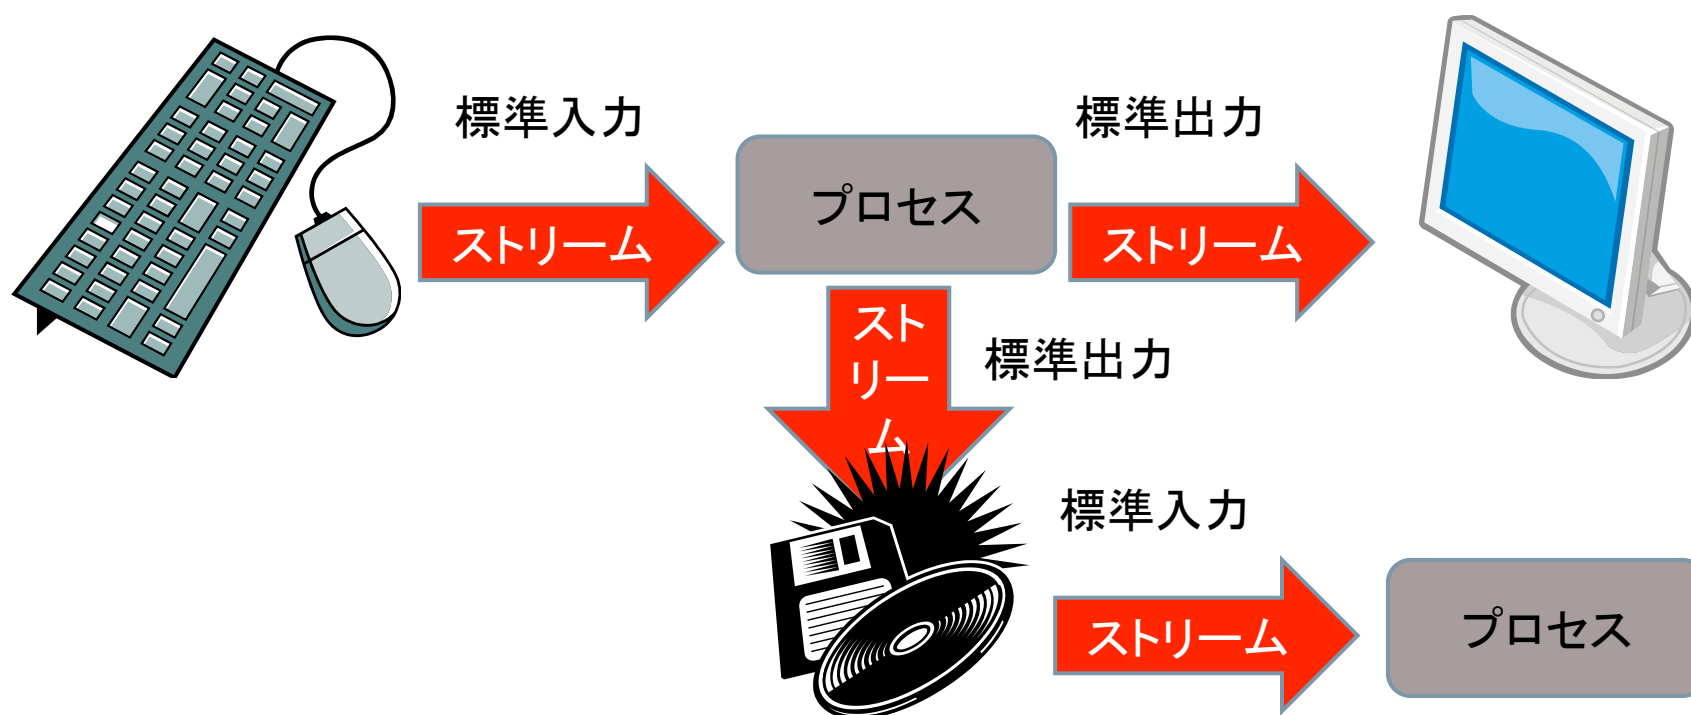 標準入力
標準出力
プロセス
ストリーム
ストリーム
スト
リー
ム
標準出力
標準入力
ストリーム
プロセス